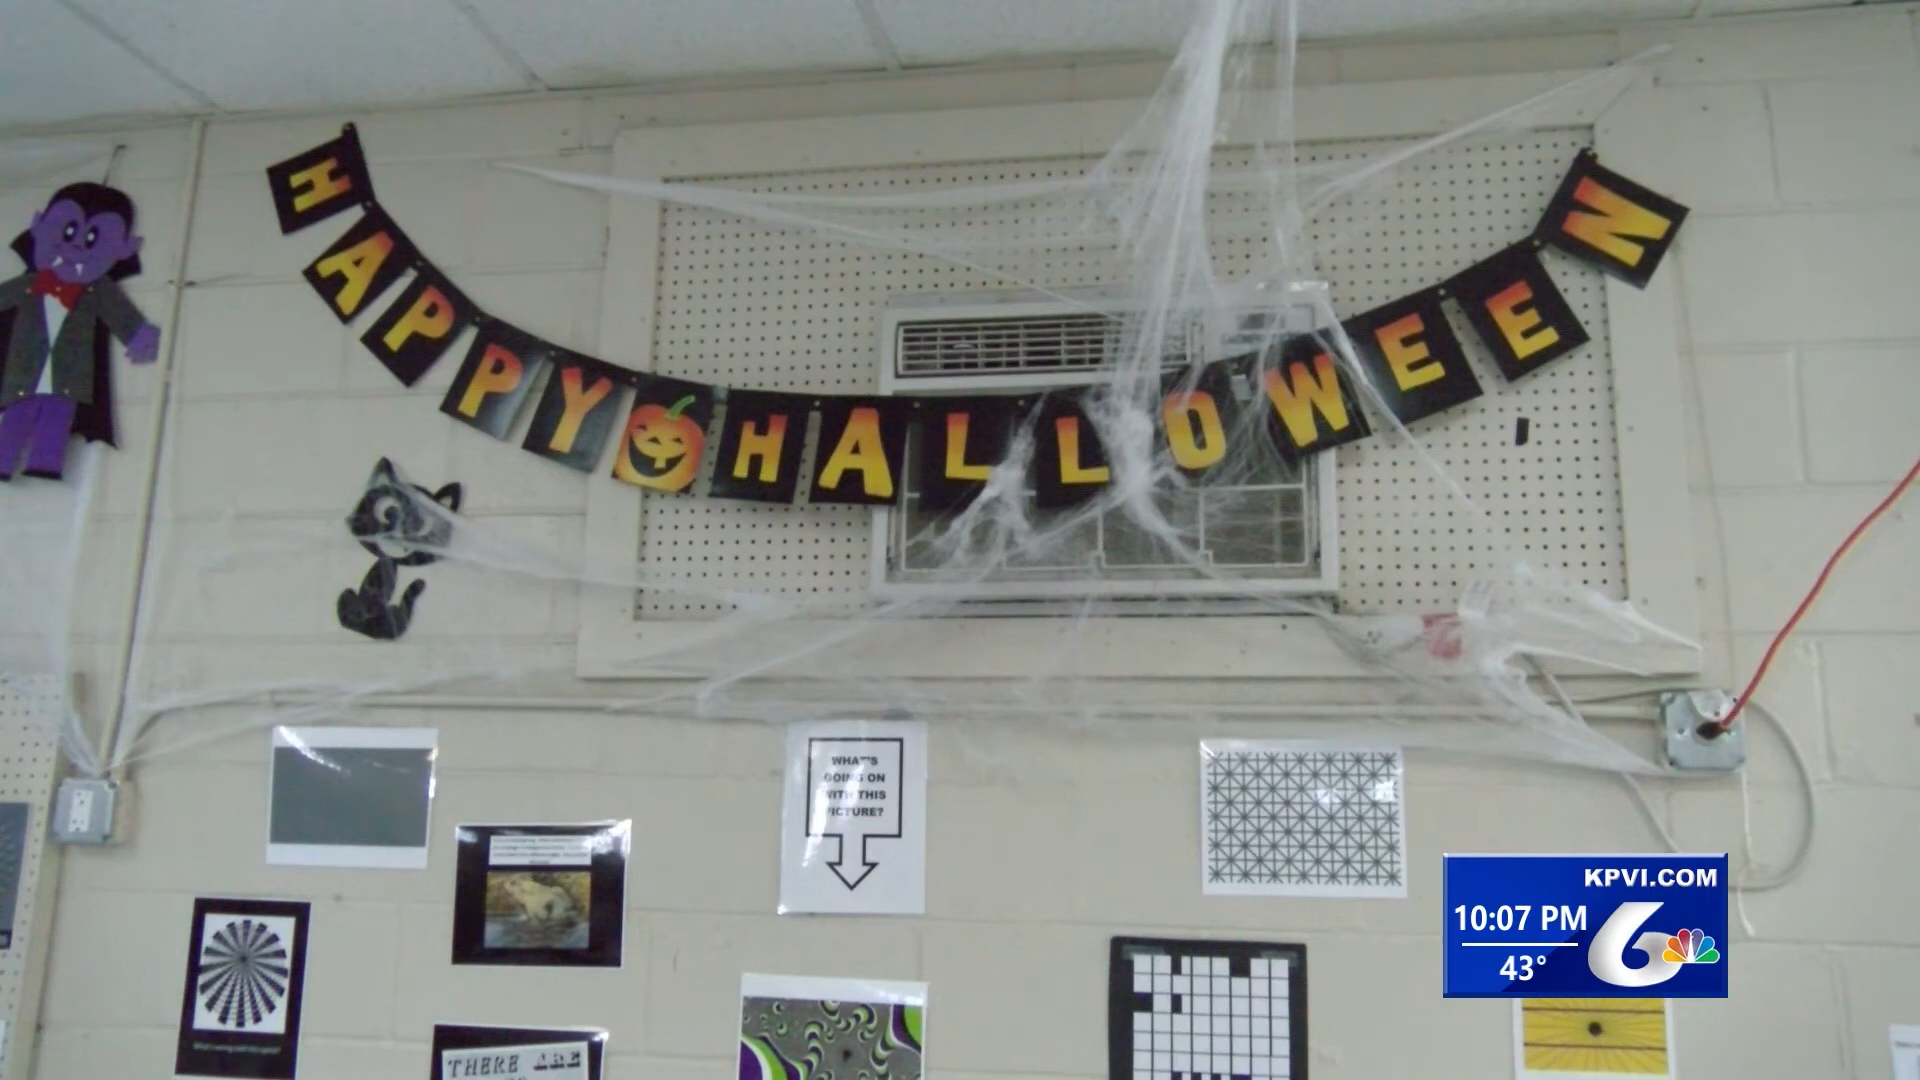 HAPPY HALLOWEEN
WHAT'S
GOING ON
WITH THIS
PICTURE?
KPVI.COM
10:07 PM
6
43°
THERE ARE